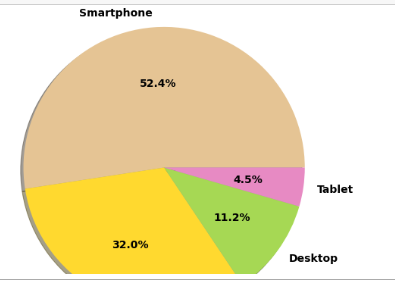 Smartphone
52.4%
4.5%
Tablet
11.2%
32.0%
Desktop